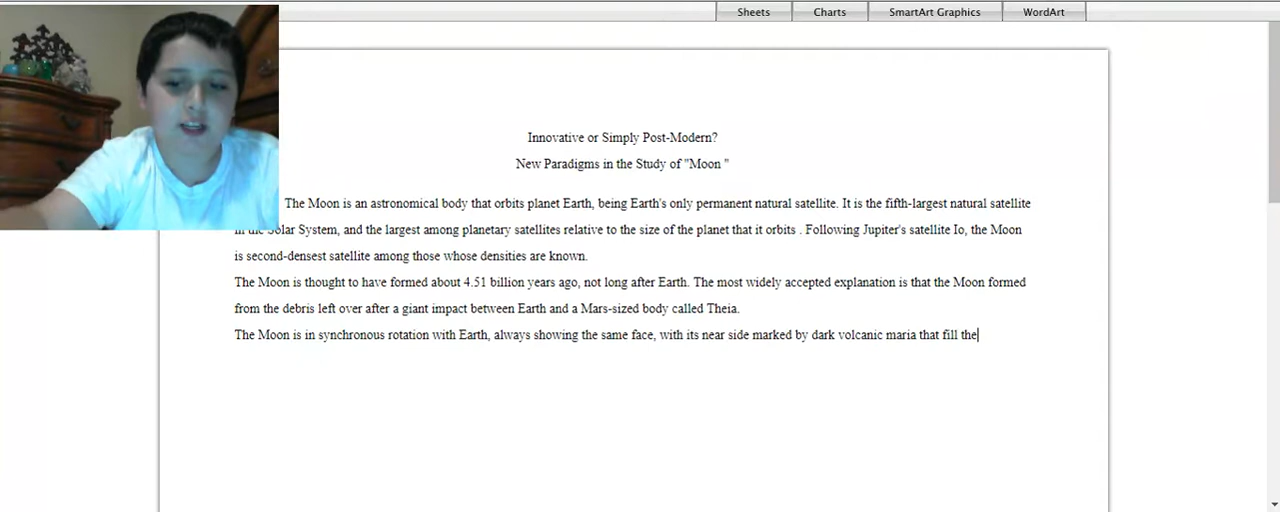 Sheets Charts SmartArt Graphics WordArt
Innovative or Simply Post-Modern?
New Paradigms in the Study of "Moon "
The Moon is an astronomical body that orbits planet Earth, being Earth's only permanent natural satellite. It is the fifth-largest natural satellite
in the Solar System, and the largest among planetary satellites relative to the size of the planet that it orbits . Following Jupiter's satellite Io, the Moon
is second-densest satellite among those whose densities are known.
The Moon is thought to have formed about 4.51 billion years ago, not long after Earth. The most widely accepted explanation is that the Moon formed
from the debris left over after a giant impact between Earth and a Mars-sized body called Theia.
The Moon is in synchronous rotation with Earth, always showing the same face, with its near side marked by dark volcanic maria that fill the